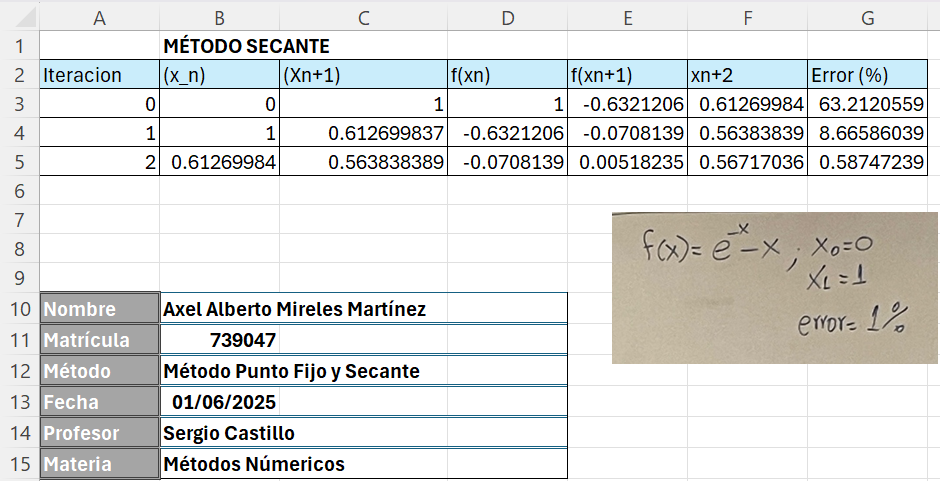 A B C D E F G
1 MÉTODO SECANTE
2 Iteracion (x_n) (Xn+1) f(xn) f(xn+1) xn+2 Error (%)
3 0 0 1 1 -0.6321206 0.61269984 63.2120559
4 1 1 0.612699837 -0.6321206 -0.0708139 0.56383839 8.66586039
5 2 0.61269984 0.563838389 -0.0708139 0.00518235 0.56717036 0.58747239
6
7
8
9
f(x)= e^-x - x ; x₀=0
x₁=1
error= 1%
10 Nombre Axel Alberto Mireles Martínez
11 Matrícula 739047
12 Método Método Punto Fijo y Secante
13 Fecha 01/06/2025
14 Profesor Sergio Castillo
15 Materia Métodos Númericos